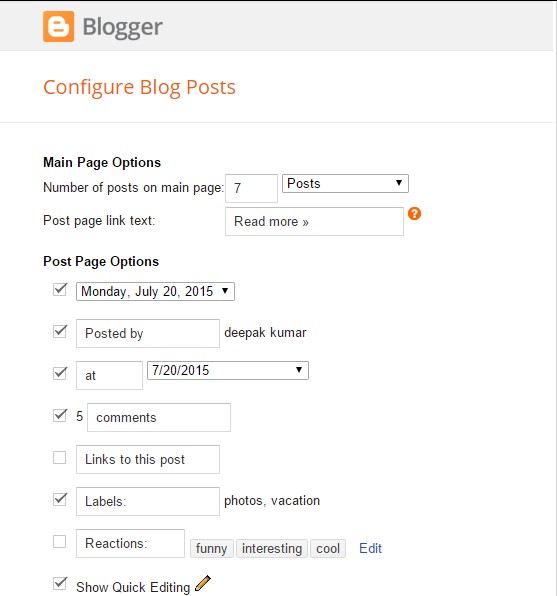 Blogger
Configure Blog Posts
Main Page Options
Number of posts on main page: 7 Posts
Post page link text: Read more » ?
Post Page Options
Monday, July 20, 2015
Posted by deepak kumar
at 7/20/2015
5 comments
Links to this post
Labels: photos, vacation
Reactions: funny interesting cool Edit
Show Quick Editing